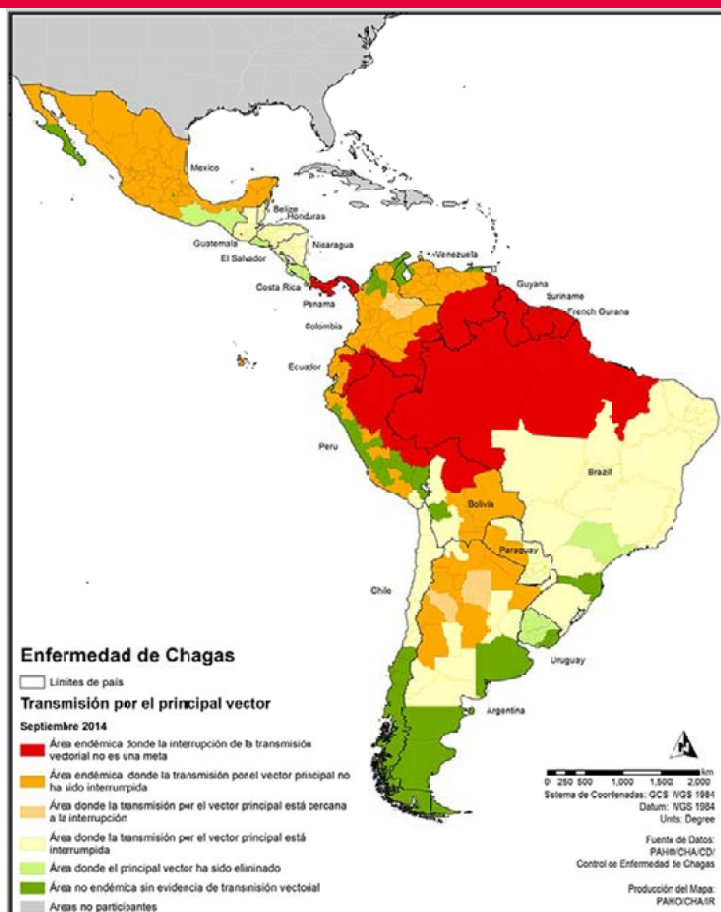 Mexico
Belize
Honduras
Guatemala
Nicaragua
El Salvador
Costa Rica
Panama
Venezuela
Guyana
Suriname
Colombia
Ecuador
Peru
Brazil
Bolivia
Paraguay
Chile
Uruguay
Argentina
Enfermedad de Chagas
Límites de país
Transmisión por el principal vector
Septiembre 2014
Área endémica donde la interrupción de la transmisión
vectorial no es una meta
Área endémica donde la transmisión por el vector principal no
ha sido interrumpida
Área donde la transmisión por el vector principal está cercana
a la interrupción
Área donde la transmisión por el vector principal está
interrumpida
Área donde el principal vector ha sido eliminado
Área no endémica sin evidencia de transmisión vectorial
Areas no participantes
km
0 250 500 1,000 1,500 2,000
Sistema de Coordenadas: GCS WGS 1984
Datum: WGS 1984
Units: Degree
Fuente de Datos:
PAHO/CHA/CD/
Control de Enfermedad de Chagas
Producción del Mapa:
PAHO/CHA/IR